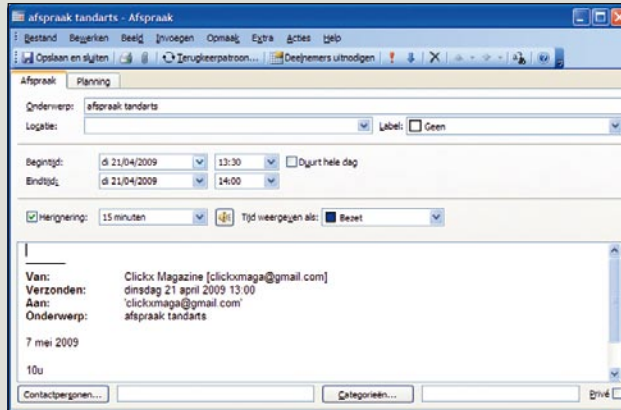 afspraak tandarts - Afspraak
Bestand Bewerken Beeld Invoegen Opmaak Extra Acties Help
Opslaan en sluiten Terugkeerpatroon... Deelnemers uitnodigen
Afspraak Planning
Onderwerp: afspraak tandarts
Locatie: Label: Geen
Begintijd: di 21/04/2009 13:30 Duurt hele dag
Eindtijd: di 21/04/2009 14:00
Herinnering: 15 minuten Tijd weergeven als: Bezet
Van: Clickx Magazine [clickxmaga@gmail.com]
Verzonden: dinsdag 21 april 2009 13:00
Aan: 'clickxmaga@gmail.com'
Onderwerp: afspraak tandarts
7 mei 2009
10u
Contactpersonen... Categorieën... Privé